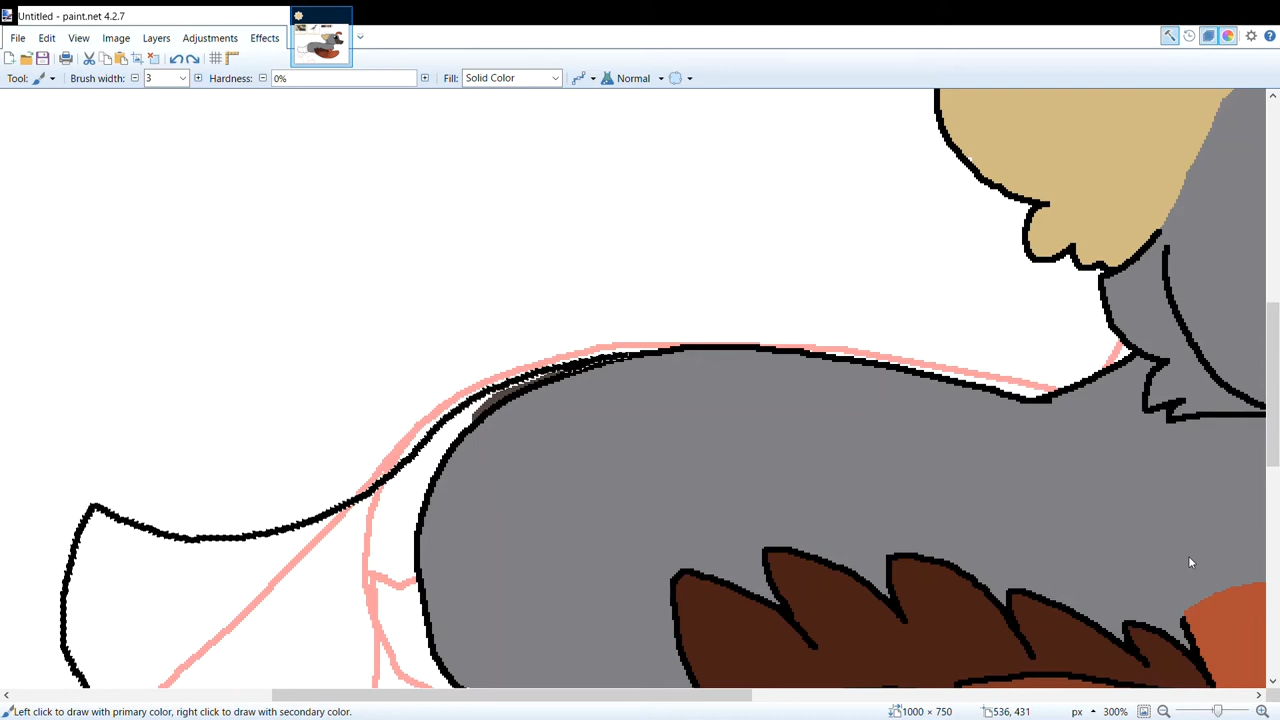 Untitled - paint.net 4.2.7
File Edit View Image Layers Adjustments Effects
Tool: Brush width: 3 Hardness: 0% Fill: Solid Color Normal
Left click to draw with primary color, right click to draw with secondary color. 1000 × 750 536, 431 px 300%